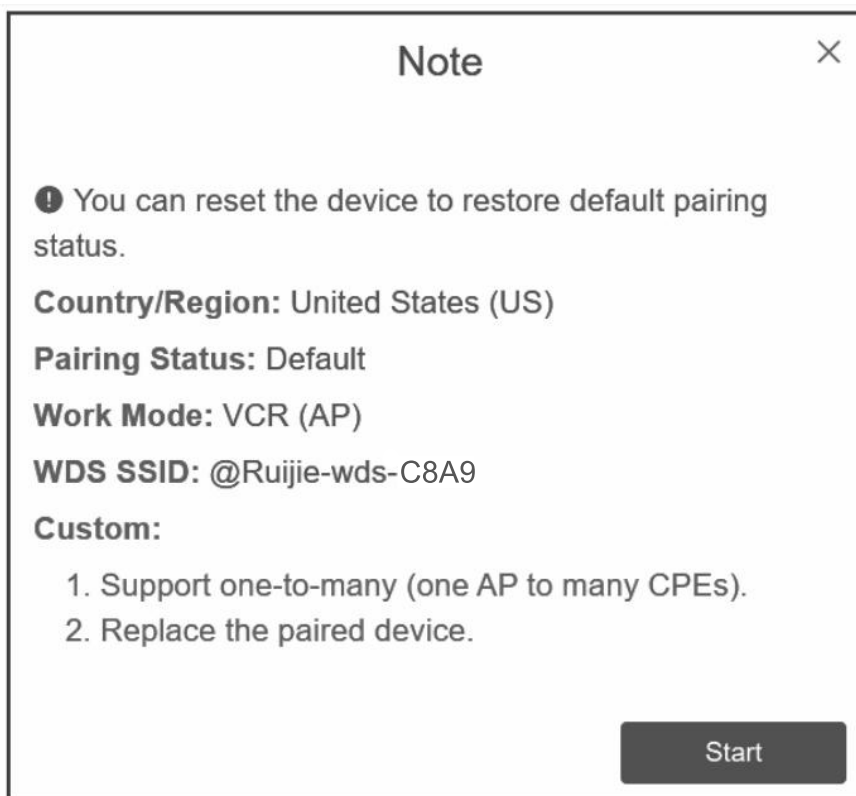 Note
You can reset the device to restore default pairing
status.
Country/Region: United States (US)
Pairing Status: Default
Work Mode: VCR (AP)
WDS SSID: @Ruijie-wds-C8A9
Custom:
1. Support one-to-many (one AP to many CPEs).
2. Replace the paired device.
Start